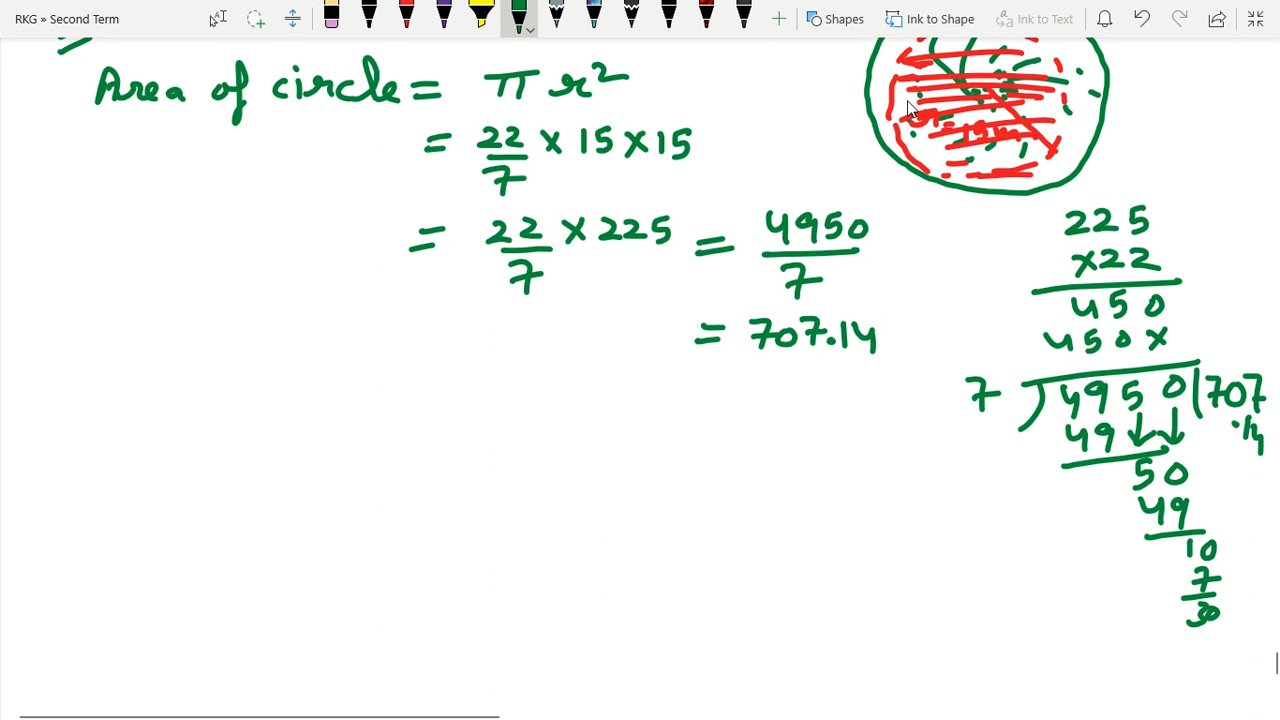 RKG » Second Term
Shapes
Ink to Shape
Ink to Text
Area of circle = π r²
= 22/7 × 15 × 15
= 22/7 × 225 = 4950/7
= 707.14
r = 15 m
225
×22
450
450×
7 ) 4950 ( 707
.14
49
50
49
10
7
30